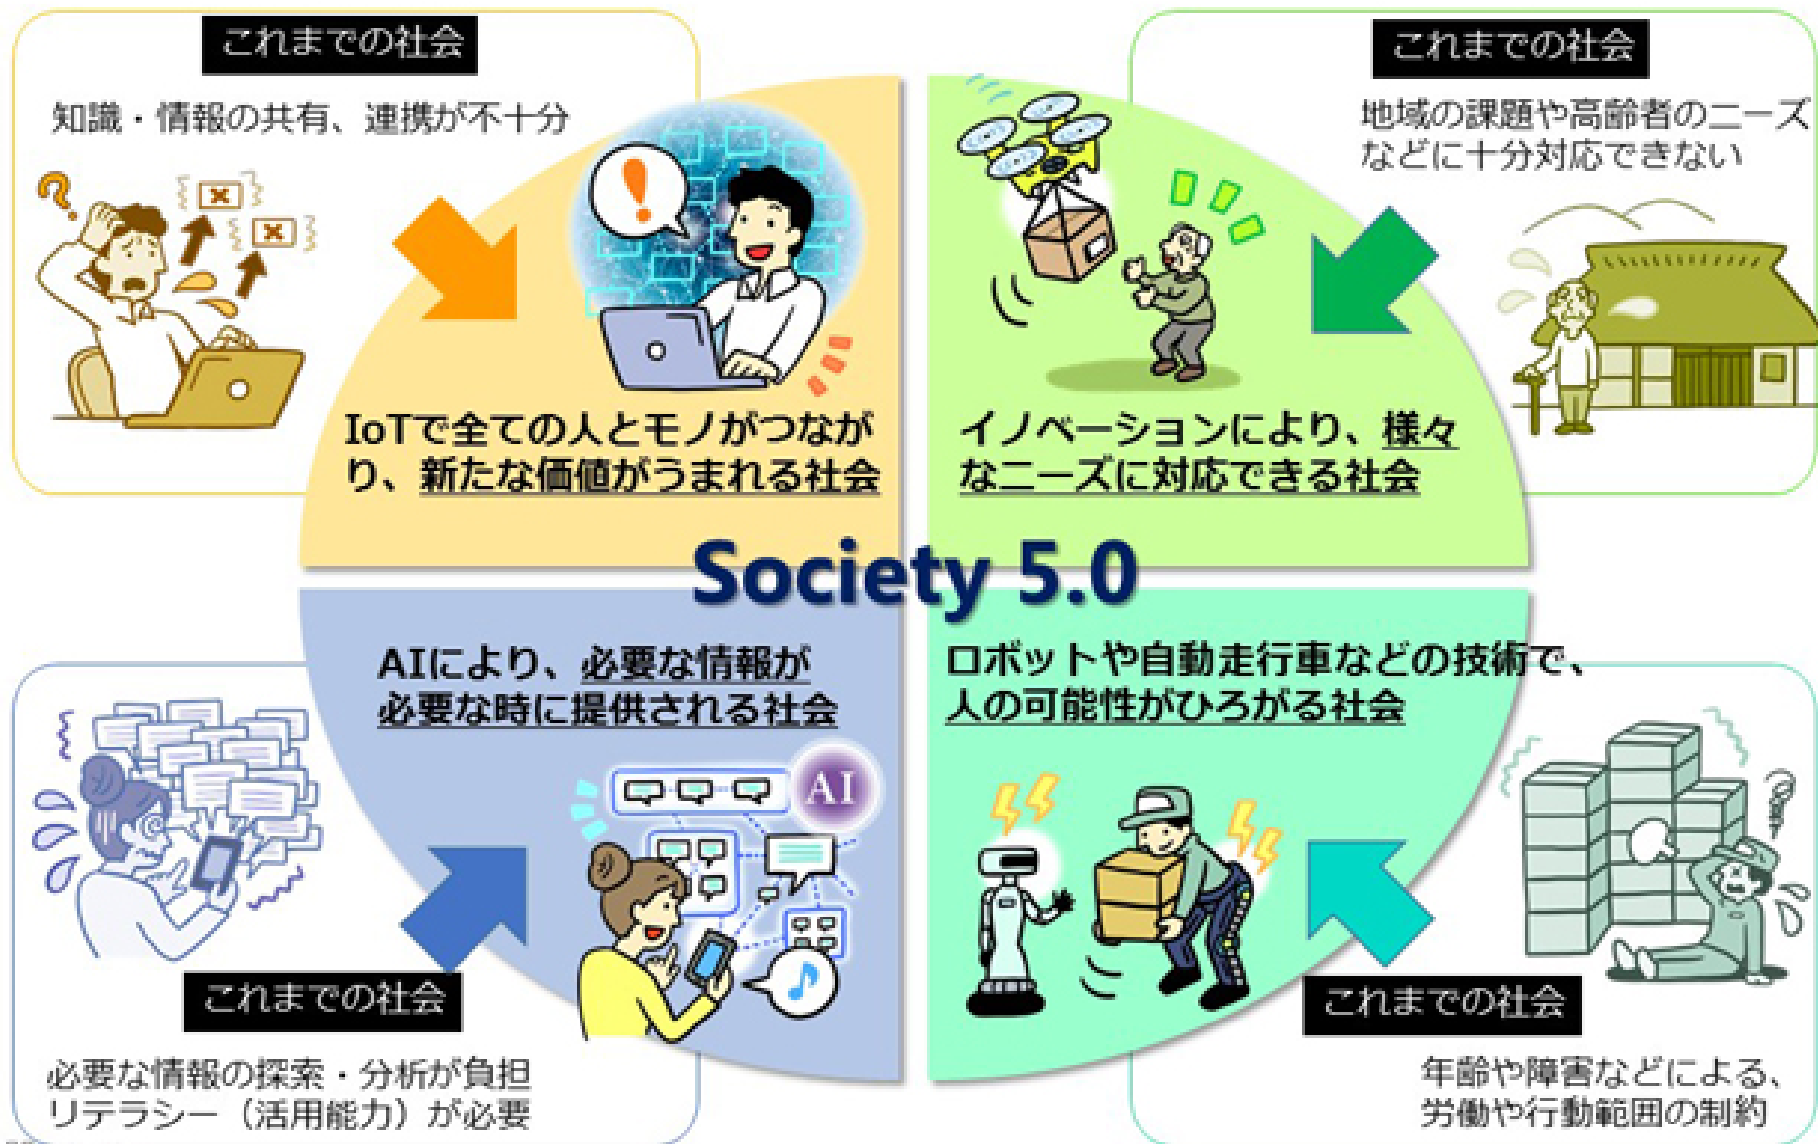 これまでの社会
知識・情報の共有、連携が不十分
IoTで全ての人とモノがつなが
り、新たな価値がうまれる社会
これまでの社会
地域の課題や高齢者のニーズ
などに十分対応できない
イノベーションにより、様々
なニーズに対応できる社会
Society 5.0
AIにより、必要な情報が
必要な時に提供される社会
AI
これまでの社会
必要な情報の探索・分析が負担
リテラシー（活用能力）が必要
ロボットや自動走行車などの技術で、
人の可能性がひろがる社会
これまでの社会
年齢や障害などによる、
労働や行動範囲の制約